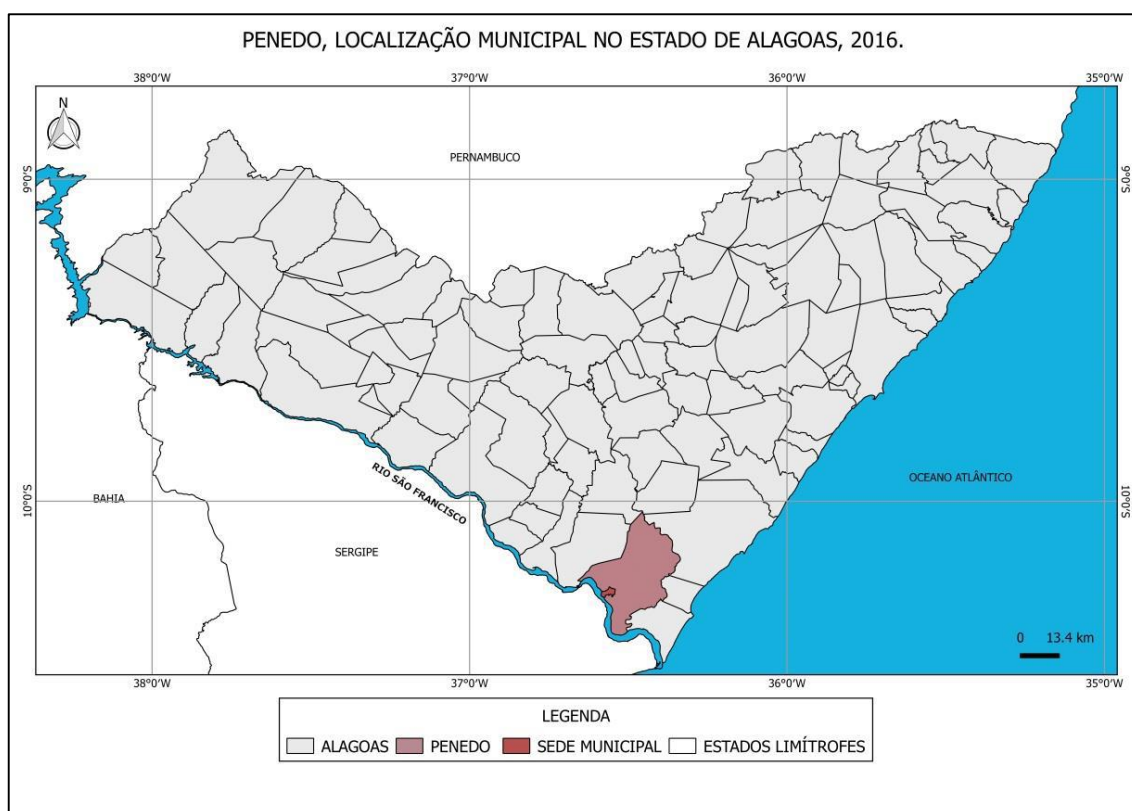 PENEDO, LOCALIZAÇÃO MUNICIPAL NO ESTADO DE ALAGOAS, 2016.
38°0'W 37°0'W 36°0'W 35°0'W
N
PERNAMBUCO
9°0'S 9°0'S
OCEANO ATLÂNTICO
RIO SÃO FRANCISCO
BAHIA
10°0'S 10°0'S
SERGIPE
0 13.4 km
38°0'W 37°0'W 36°0'W 35°0'W
LEGENDA
ALAGOAS PENEDO SEDE MUNICIPAL ESTADOS LIMÍTROFES